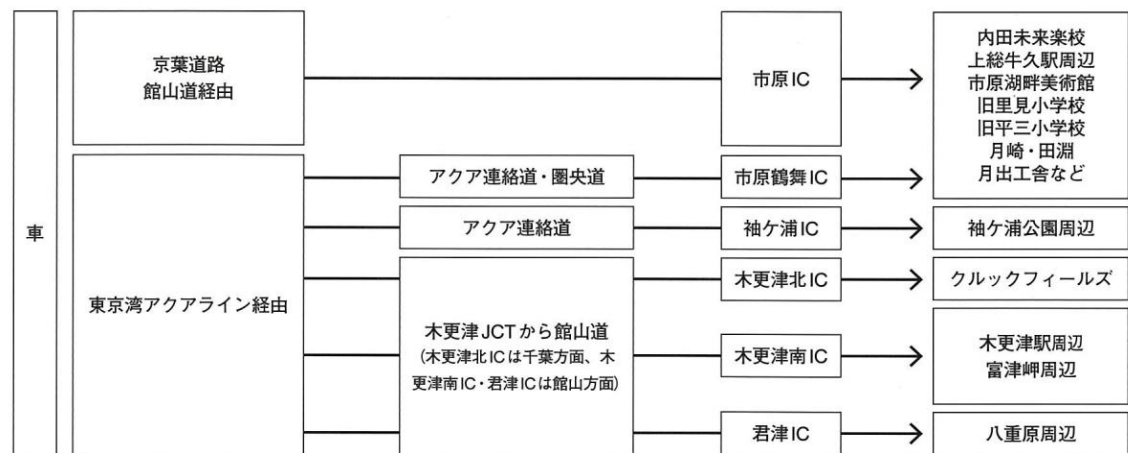 車
京葉道路
館山道経由
市原IC
内田未来楽校
上総牛久駅周辺
市原湖畔美術館
旧里見小学校
旧平三小学校
月崎・田淵
月出工舎など
東京湾アクアライン経由
アクア連絡道・圏央道
市原鶴舞IC
アクア連絡道
袖ケ浦IC
袖ケ浦公園周辺
木更津JCTから館山道
(木更津北ICは千葉方面、木
更津南IC・君津ICは館山方面)
木更津北IC
クルックフィールズ
木更津南IC
木更津駅周辺
富津岬周辺
君津IC
八重原周辺